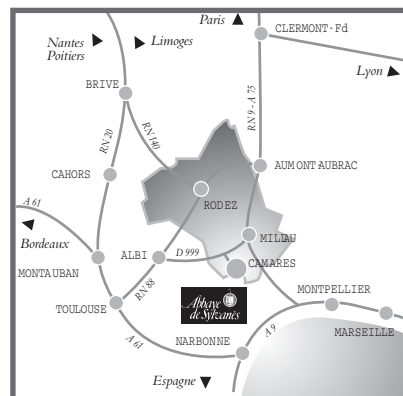 Paris
CLERMONT-Fd
Nantes
Poitiers
Limoges
Lyon
BRIVE
RN 20
RN 140
RN 9 - A 75
CAHORS
AUMONT-AUBRAC
RODEZ
A 61
Bordeaux
MONTAUBAN
ALBI
D 999
MILLAU
CAMARES
RN 88
TOULOUSE
Abbaye
de Sylvanès
MONTPELLIER
MARSEILLE
A 61
NARBONNE
A 9
Espagne